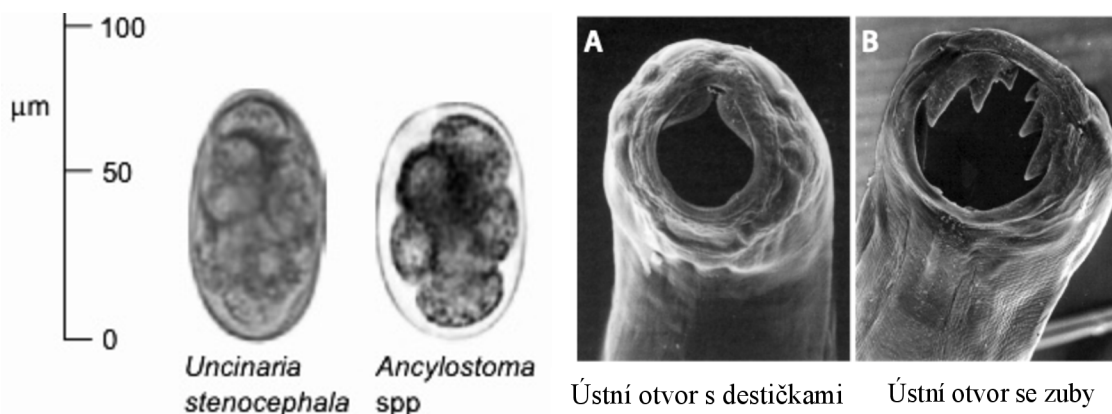 100
μm
50
0
Uncinaria
stenocephala
Ancylostoma
spp
A
B
Ústní otvor s destičkami
Ústní otvor se zuby